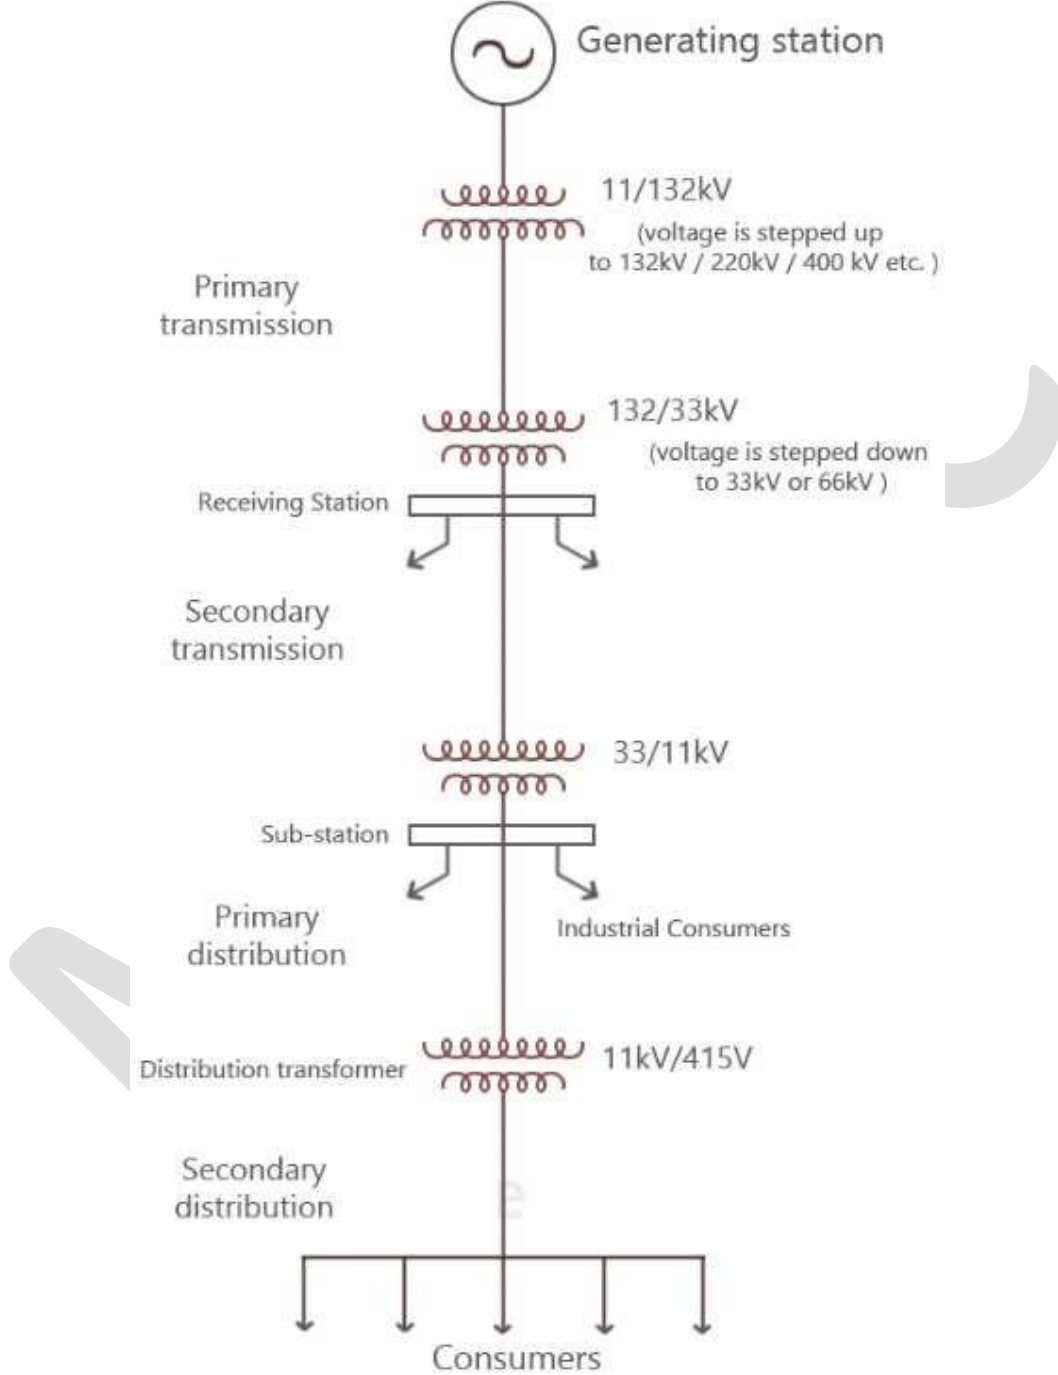 Generating station
11/132kV
(voltage is stepped up
to 132kV / 220kV / 400 kV etc. )
Primary
transmission
132/33kV
(voltage is stepped down
to 33kV or 66kV )
Receiving Station
Secondary
transmission
33/11kV
Sub-station
Primary
distribution
Industrial Consumers
11kV/415V
Distribution transformer
Secondary
distribution
Consumers